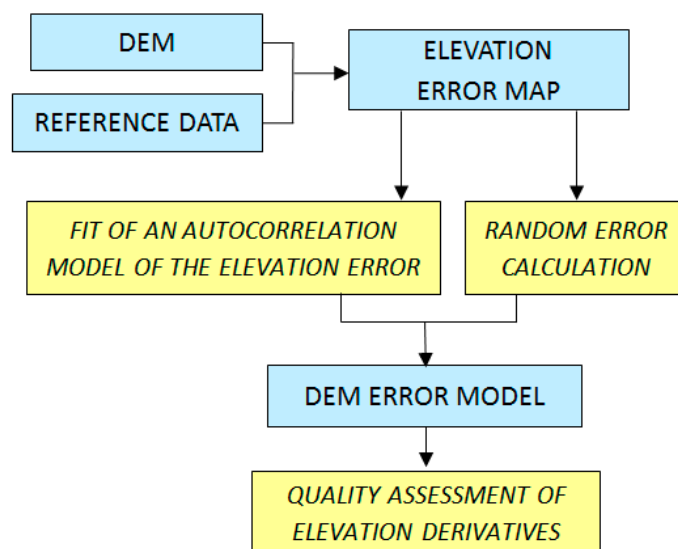 DEM
REFERENCE DATA
ELEVATION
ERROR MAP
FIT OF AN AUTOCORRELATION
MODEL OF THE ELEVATION ERROR
RANDOM ERROR
CALCULATION
DEM ERROR MODEL
QUALITY ASSESSMENT OF
ELEVATION DERIVATIVES